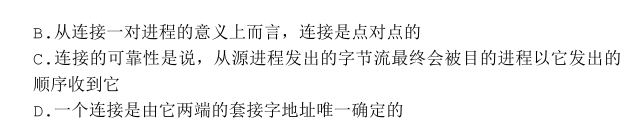 B.从连接一对进程的意义上而言，连接是点对点的
C.连接的可靠性是说，从源进程发出的字节流最终会被目的进程以它发出的
顺序收到它
D.一个连接是由它两端的套接字地址唯一确定的